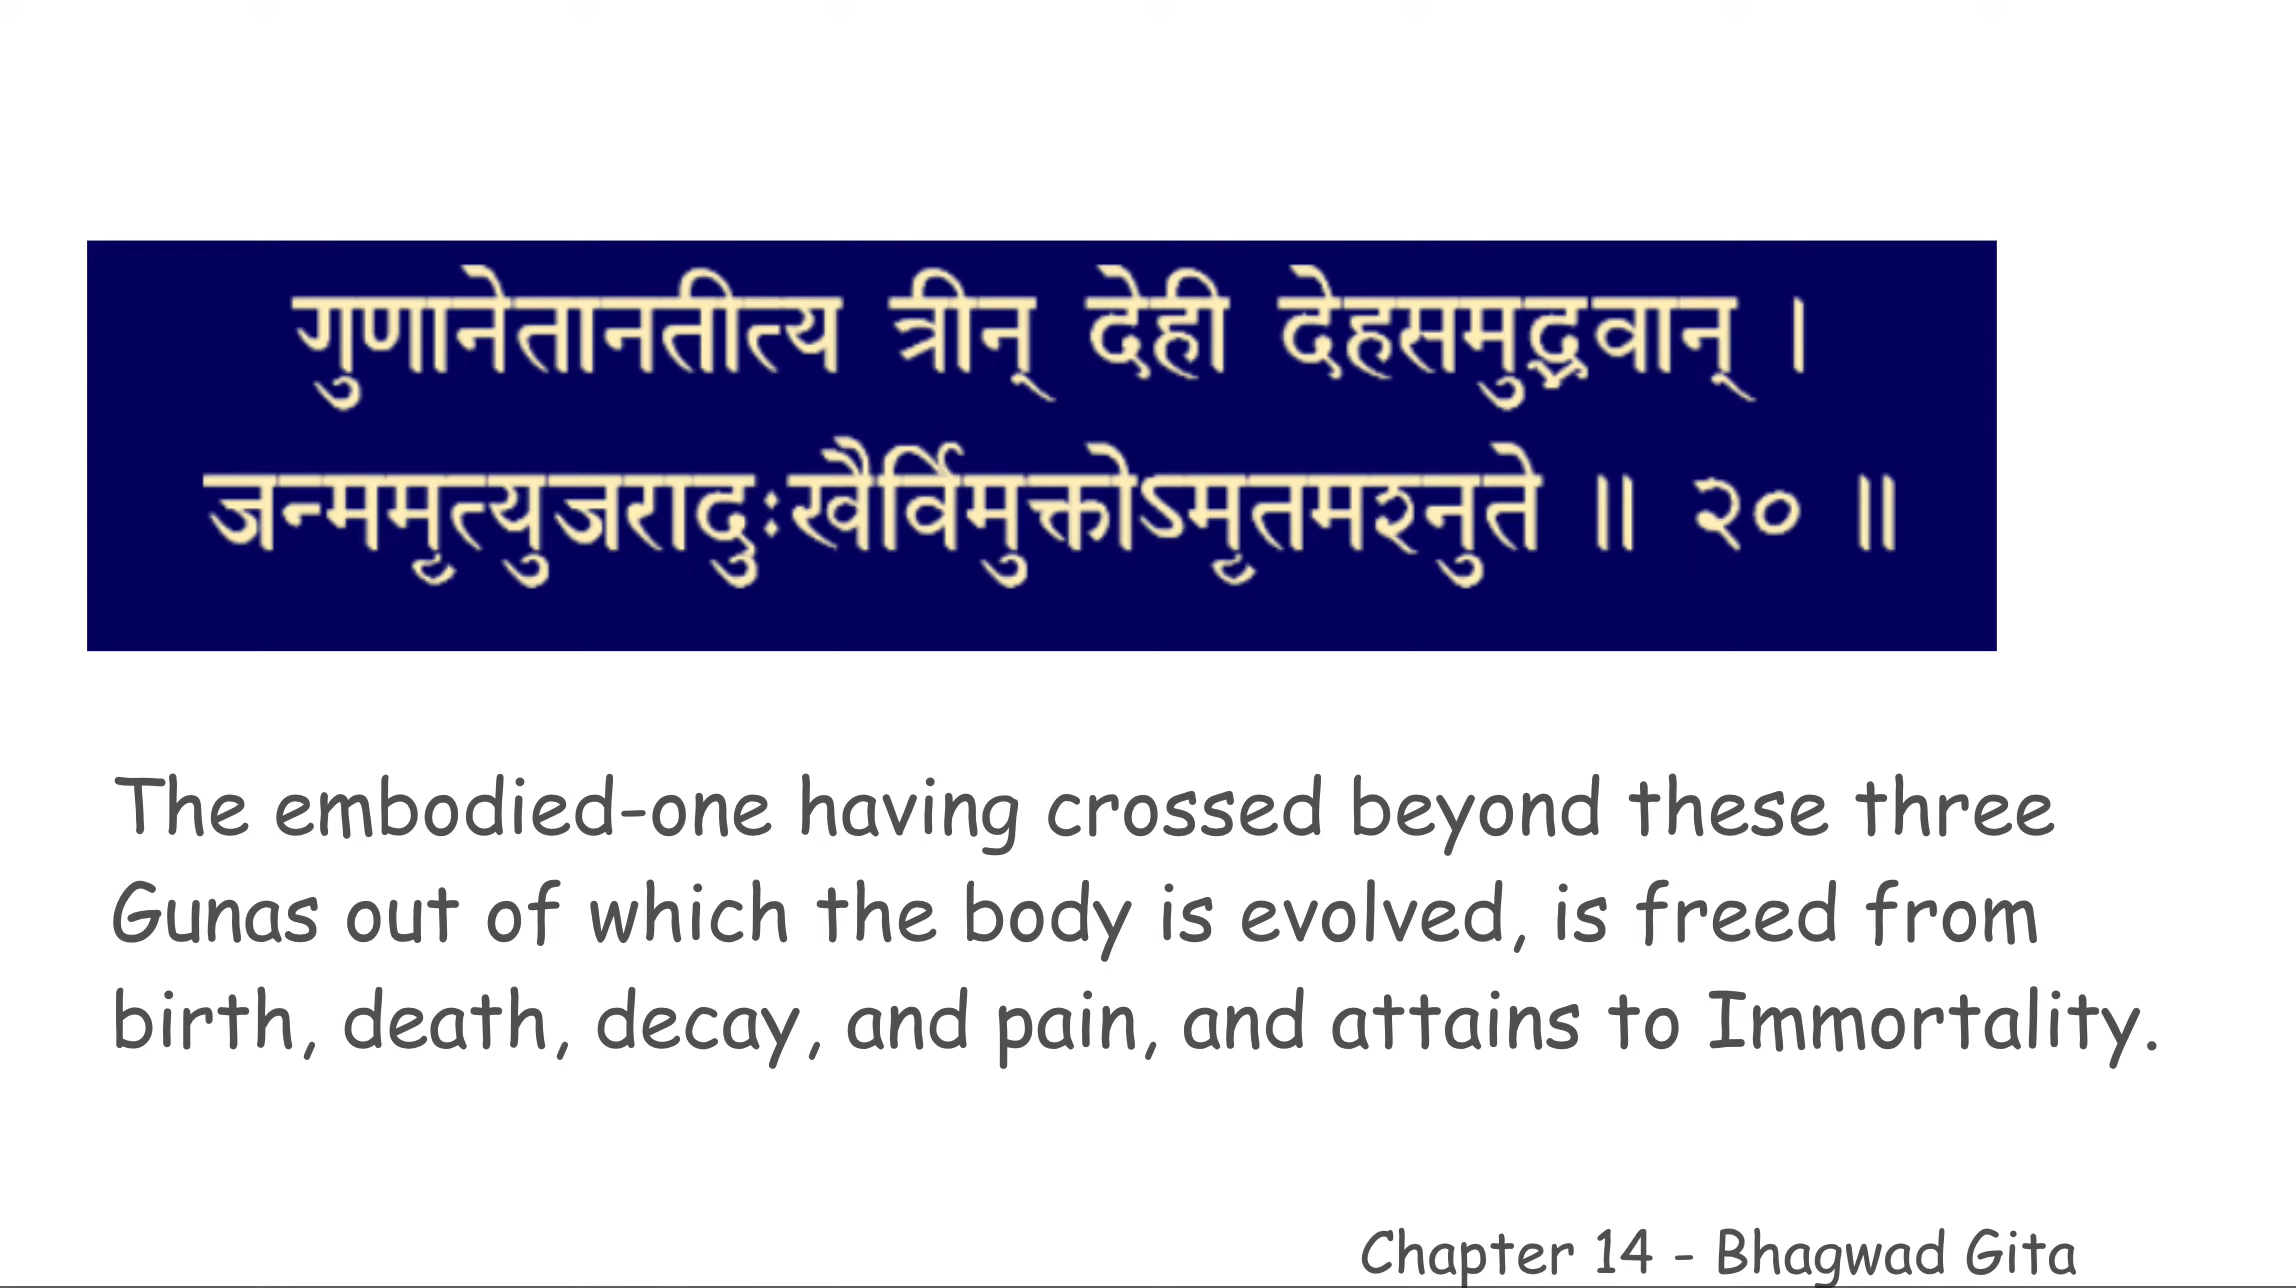 गुणानेतानतीत्य त्रीन् देही देहसमुद्भवान् ।
जन्ममृत्युजरादुःखैर्विमुक्तोऽमृतमश्नुते ॥ २० ॥
The embodied-one having crossed beyond these three
Gunas out of which the body is evolved, is freed from
birth, death, decay, and pain, and attains to Immortality.
Chapter 14 - Bhagwad Gita